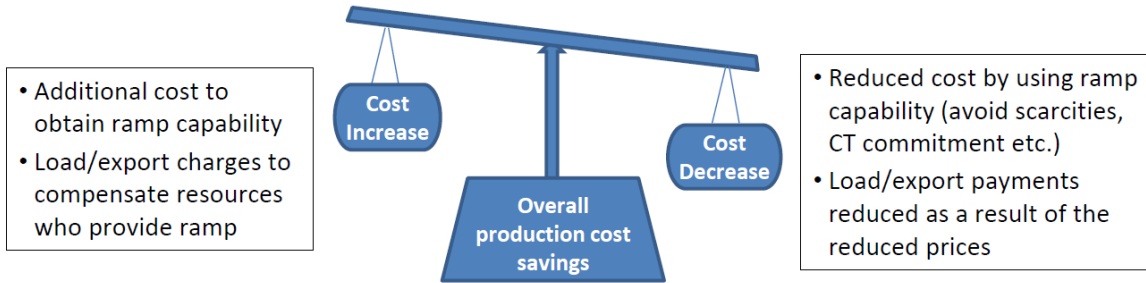 • Additional cost to
obtain ramp capability
• Load/export charges to
compensate resources
who provide ramp
Cost
Increase
Cost
Decrease
Overall
production cost
savings
• Reduced cost by using ramp
capability (avoid scarcities,
CT commitment etc.)
• Load/export payments
reduced as a result of the
reduced prices